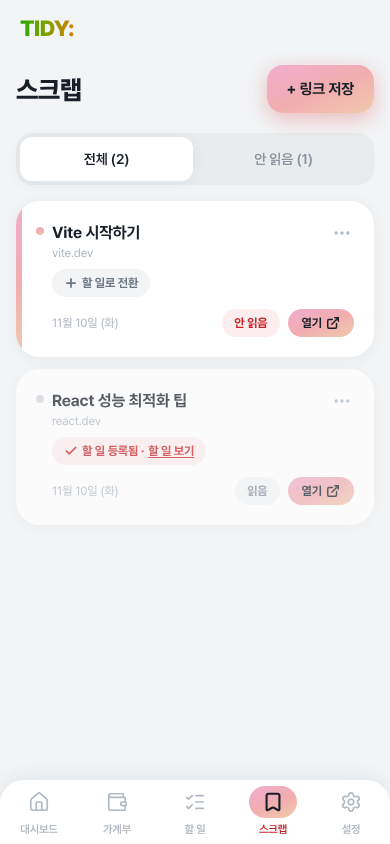 TIDY:
스크랩
+ 링크 저장
전체 (2)
안 읽음 (1)
Vite 시작하기
vite.dev
할 일로 전환
11월 10일 (화)
안 읽음
열기
React 성능 최적화 팁
react.dev
할 일 등록됨 · 할 일 보기
11월 10일 (화)
읽음
열기
대시보드
가계부
할 일
스크랩
설정